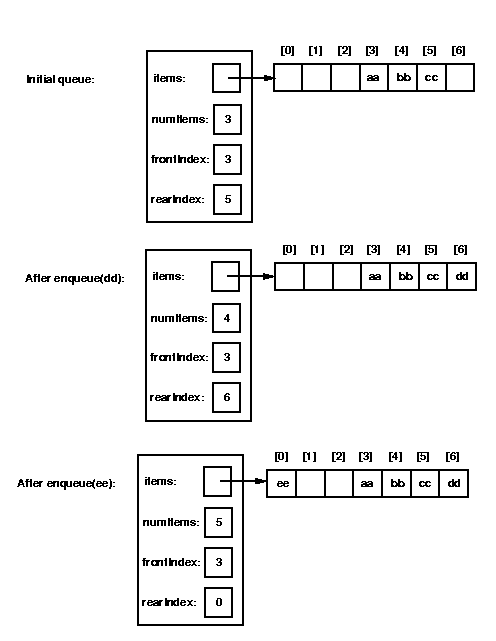 [0] [1] [2] [3] [4] [5] [6]
Initial queue: items: aa bb cc
numItems: 3
frontIndex: 3
rearIndex: 5
[0] [1] [2] [3] [4] [5] [6]
After enqueue(dd): items: aa bb cc dd
numItems: 4
frontIndex: 3
rearIndex: 6
[0] [1] [2] [3] [4] [5] [6]
After enqueue(ee): items: ee aa bb cc dd
numItems: 5
frontIndex: 3
rearIndex: 0